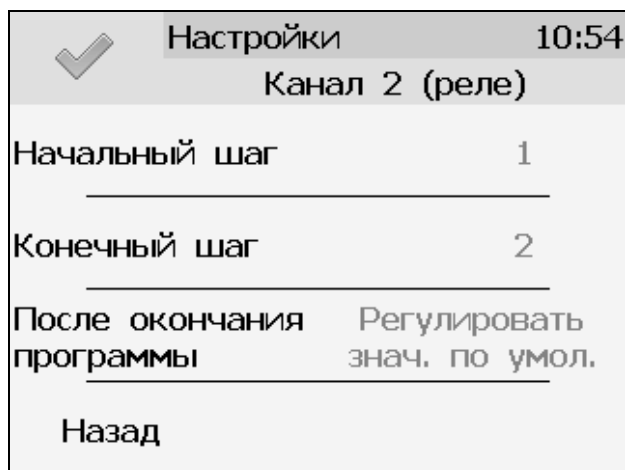 Настройки 10:54
Канал 2 (реле)
Начальный шаг 1
Конечный шаг 2
После окончания Регулировать
программы знач. по умол.
Назад